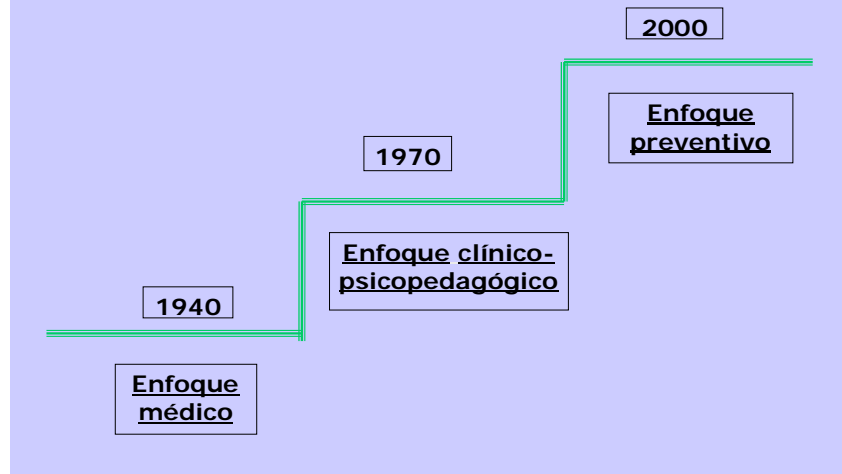 2000
Enfoque
preventivo
1970
Enfoque clínico-
psicopedagógico
1940
Enfoque
médico